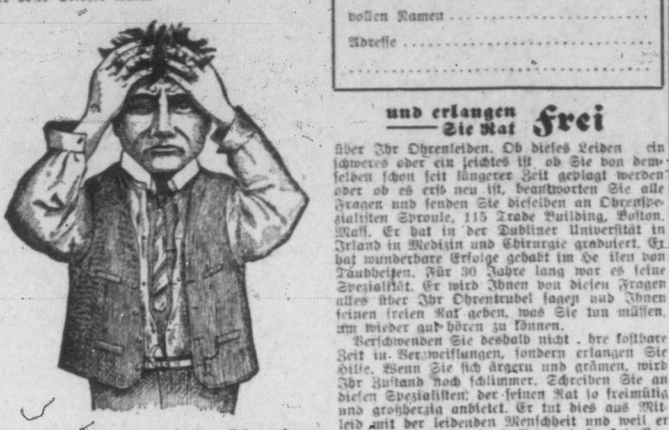 vollen Namen
Adresse
und erlangen
Sie Rat Frei
über Ihr Ohrenleiden. Ob dieses Leiden ein
schweres oder ein leichtes ist, ob Sie von dem-
selben schon seit längerer Zeit geplagt werden
oder ob es erst neu ist, beantworten Sie alle
Fragen und senden Sie dieselben an Ohrenspe-
zialisten Sproule, 115 Trade Building, Boston,
Mass. Er hat in der Dubliner Universität in
Irland in Medizin und Chirurgie graduiert. Er
hat wunderbare Erfolge gehabt im He ilen von
Taubheiten. Für 30 Jahre lang war es seine
Spezialität. Er wird Ihnen von diesen Fragen
alles über Ihr Ohrentrubel sagen und Ihnen
seinen freien Rat geben, was Sie tun müssen,
um wieder gut hören zu können.
Verschwenden Sie deshalb nicht hre kostbare
Zeit in Verzweiflungen, sondern erlangen Sie
Hilfe. Wenn Sie sich ärgern und grämen, wird
Ihr Zustand noch schlimmer. Schreiben Sie an
diesen Spezialisten, der seinen Rat so freimütig
und großherzig anbietet. Er tut dies aus Mit-
leid mit der leidenden Menschheit und weil er